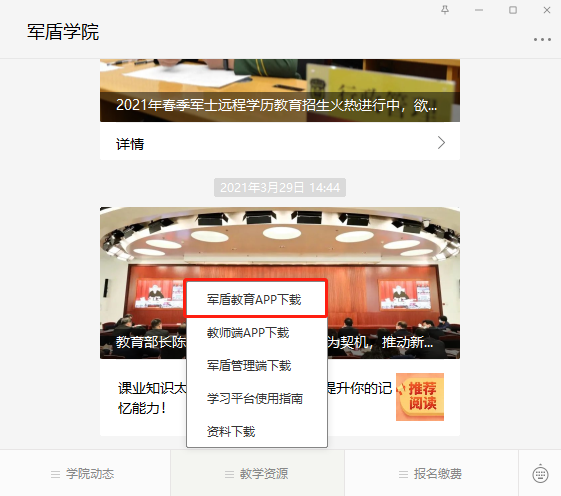 军盾学院
2021年春季军士远程学历教育招生火热进行中，欲...
详情
2021年3月29日 14:44
教育部长陈
为契机，推动新...
军盾教育APP下载
教师端APP下载
军盾管理端下载
学习平台使用指南
资料下载
课业知识太
提升你的记
忆能力！
推荐
阅读
学院动态
教学资源
报名缴费